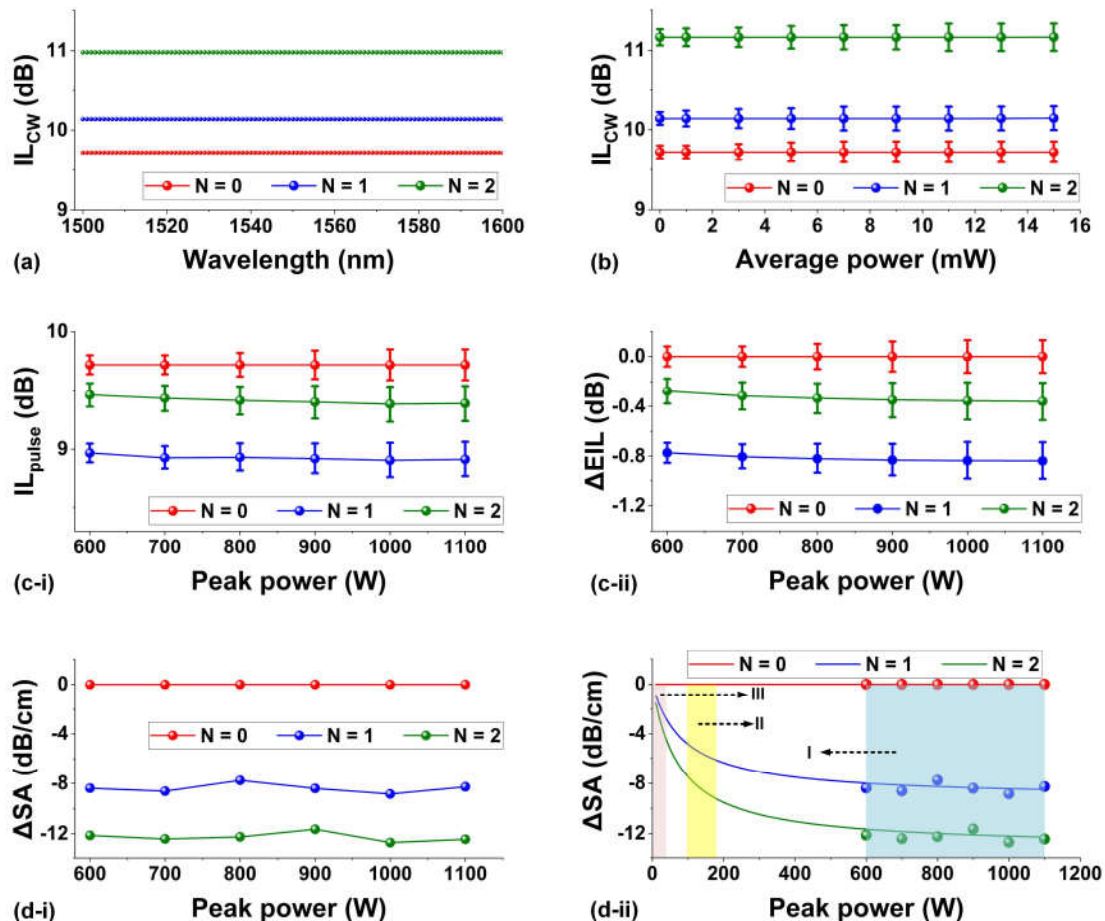 11
10
9
IL_CW (dB)
N = 0 N = 1 N = 2
1500 1520 1540 1560 1580 1600
(a) Wavelength (nm)
11
10
9
IL_CW (dB)
N = 0 N = 1 N = 2
0 2 4 6 8 10 12 14 16
(b) Average power (mW)
10
9
IL_pulse (dB)
N = 0 N = 1 N = 2
600 700 800 900 1000 1100
(c-i) Peak power (W)
0.0
-0.4
-0.8
-1.2
ΔEIL (dB)
N = 0 N = 1 N = 2
600 700 800 900 1000 1100
(c-ii) Peak power (W)
0
-4
-8
-12
ΔSA (dB/cm)
N = 0 N = 1 N = 2
600 700 800 900 1000 1100
(d-i) Peak power (W)
N = 0 N = 1 N = 2
0
-4
-8
-12
ΔSA (dB/cm)
III
II
I
0 200 400 600 800 1000 1200
(d-ii) Peak power (W)